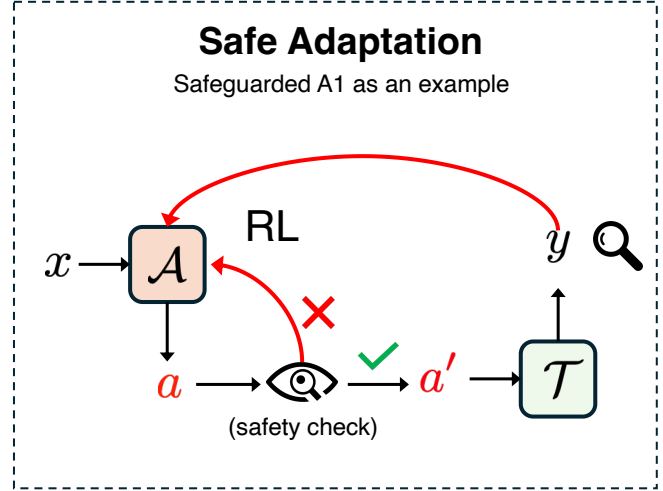 Safe Adaptation
Safeguarded A1 as an example
RL
y
x
𝒜
a
a′
𝒯
(safety check)